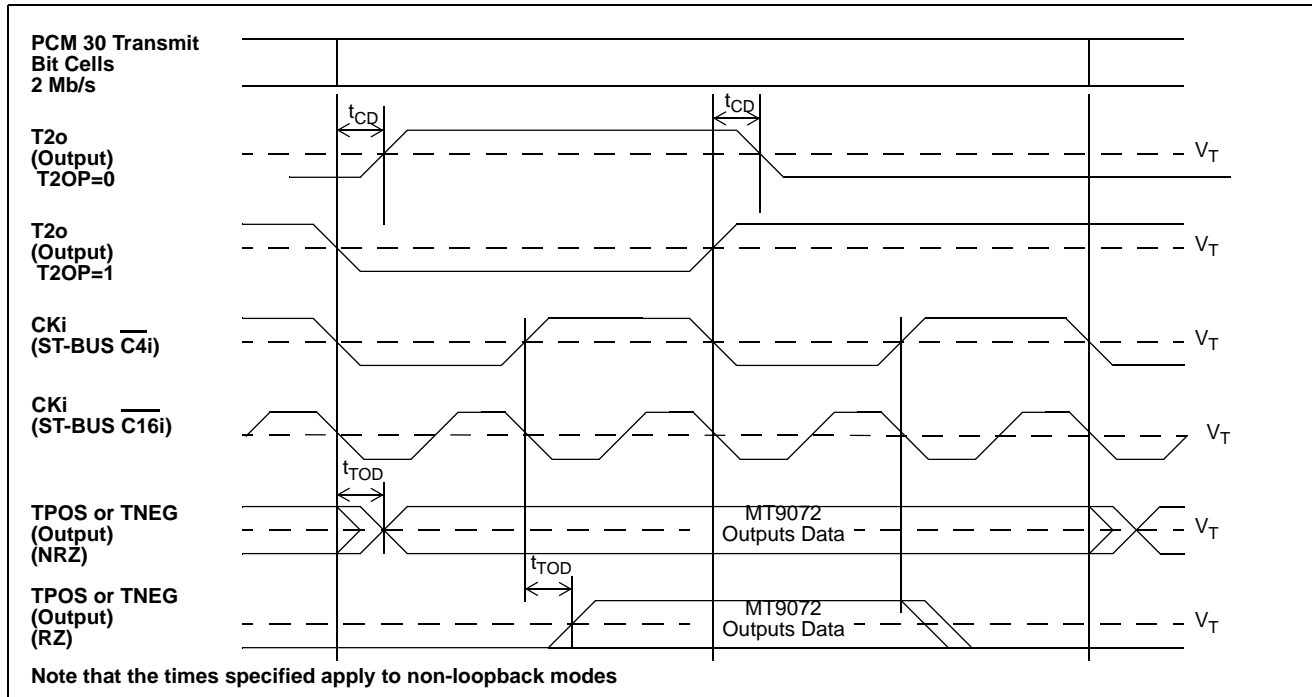 PCM 30 Transmit
Bit Cells
2 Mb/s
tCD
tCD
T2o
(Output)
T2OP=0
VT
T2o
(Output)
T2OP=1
VT
CKi
(ST-BUS C4i)
VT
CKi
(ST-BUS C16i)
VT
tTOD
TPOS or TNEG
(Output)
(NRZ)
MT9072
Outputs Data
VT
tTOD
TPOS or TNEG
(Output)
(RZ)
MT9072
Outputs Data
VT
Note that the times specified apply to non-loopback modes